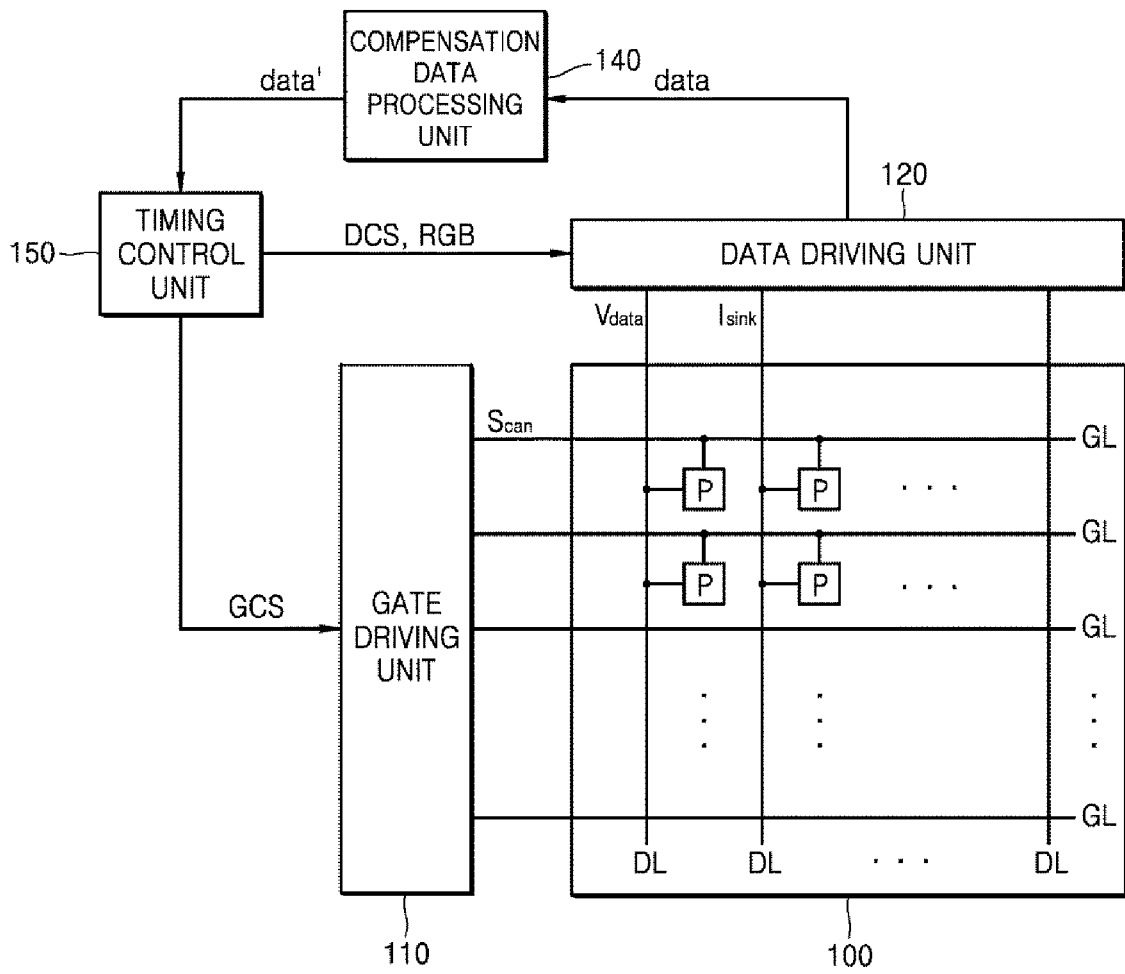 COMPENSATION
DATA
PROCESSING
UNIT
140
data'
data
120
TIMING
CONTROL
UNIT
150
DCS, RGB
DATA DRIVING UNIT
Vdata
Isink
Scan
GL
P
P
. . .
GL
P
P
. . .
GCS
GATE
DRIVING
UNIT
GL
GL
DL
DL
. . .
DL
110
100